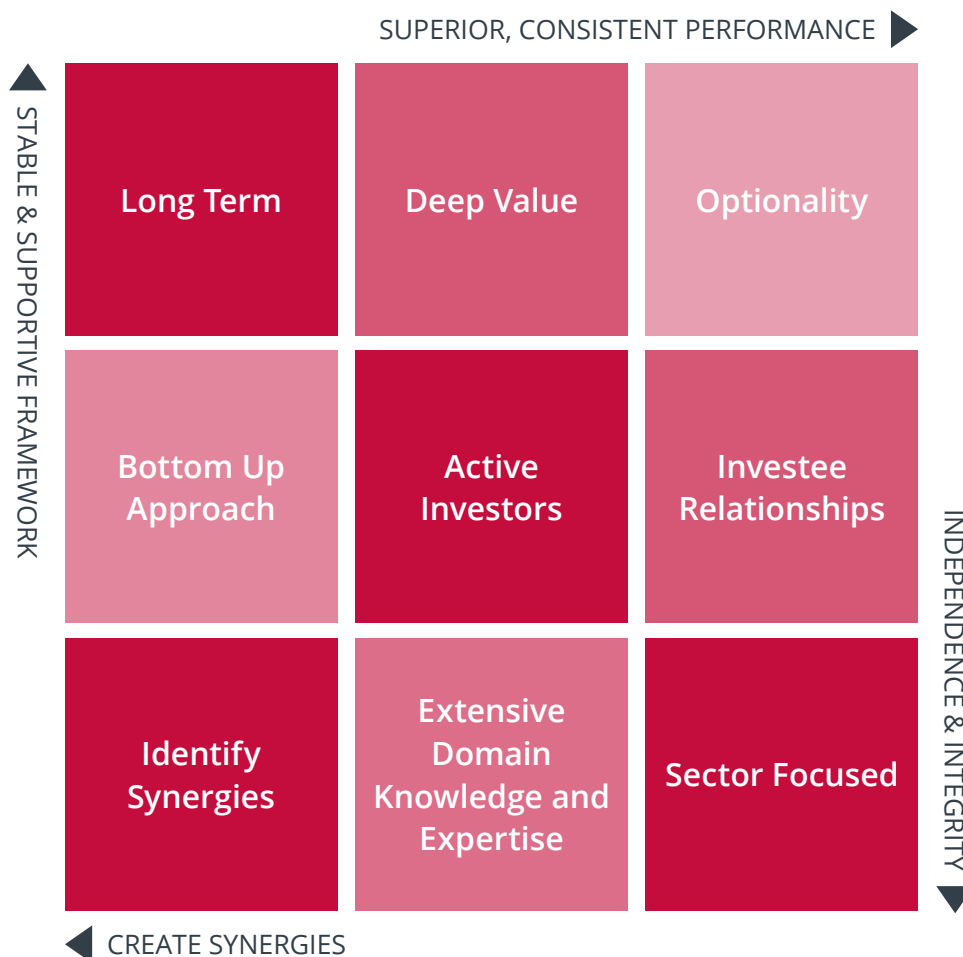 SUPERIOR, CONSISTENT PERFORMANCE
STABLE & SUPPORTIVE FRAMEWORK
Long Term
Deep Value
Optionality
Bottom Up
Approach
Active
Investors
Investee
Relationships
Identify
Synergies
Extensive
Domain
Knowledge and
Expertise
Sector Focused
INDEPENDENCE & INTEGRITY
CREATE SYNERGIES